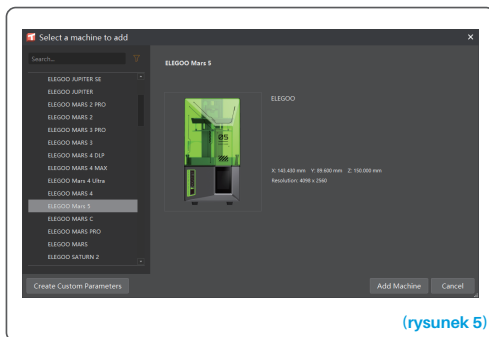 Select a machine to add
Search...
ELEGOO JUPITER SE
ELEGOO JUPITER
ELEGOO MARS 2 PRO
ELEGOO MARS 2
ELEGOO MARS 3 PRO
ELEGOO MARS 3
ELEGOO MARS 4 DLP
ELEGOO MARS 4 MAX
ELEGOO Mars 4 Ultra
ELEGOO MARS 4
ELEGOO Mars 5
ELEGOO MARS C
ELEGOO MARS PRO
ELEGOO MARS
ELEGOO SATURN 2
Create Custom Parameters
ELEGOO Mars 5
05
ELEGOO
X: 143.430 mm Y: 89.600 mm Z: 150.000 mm
Resolution: 4098 x 2560
Add Machine
Cancel
(rysunek 5)